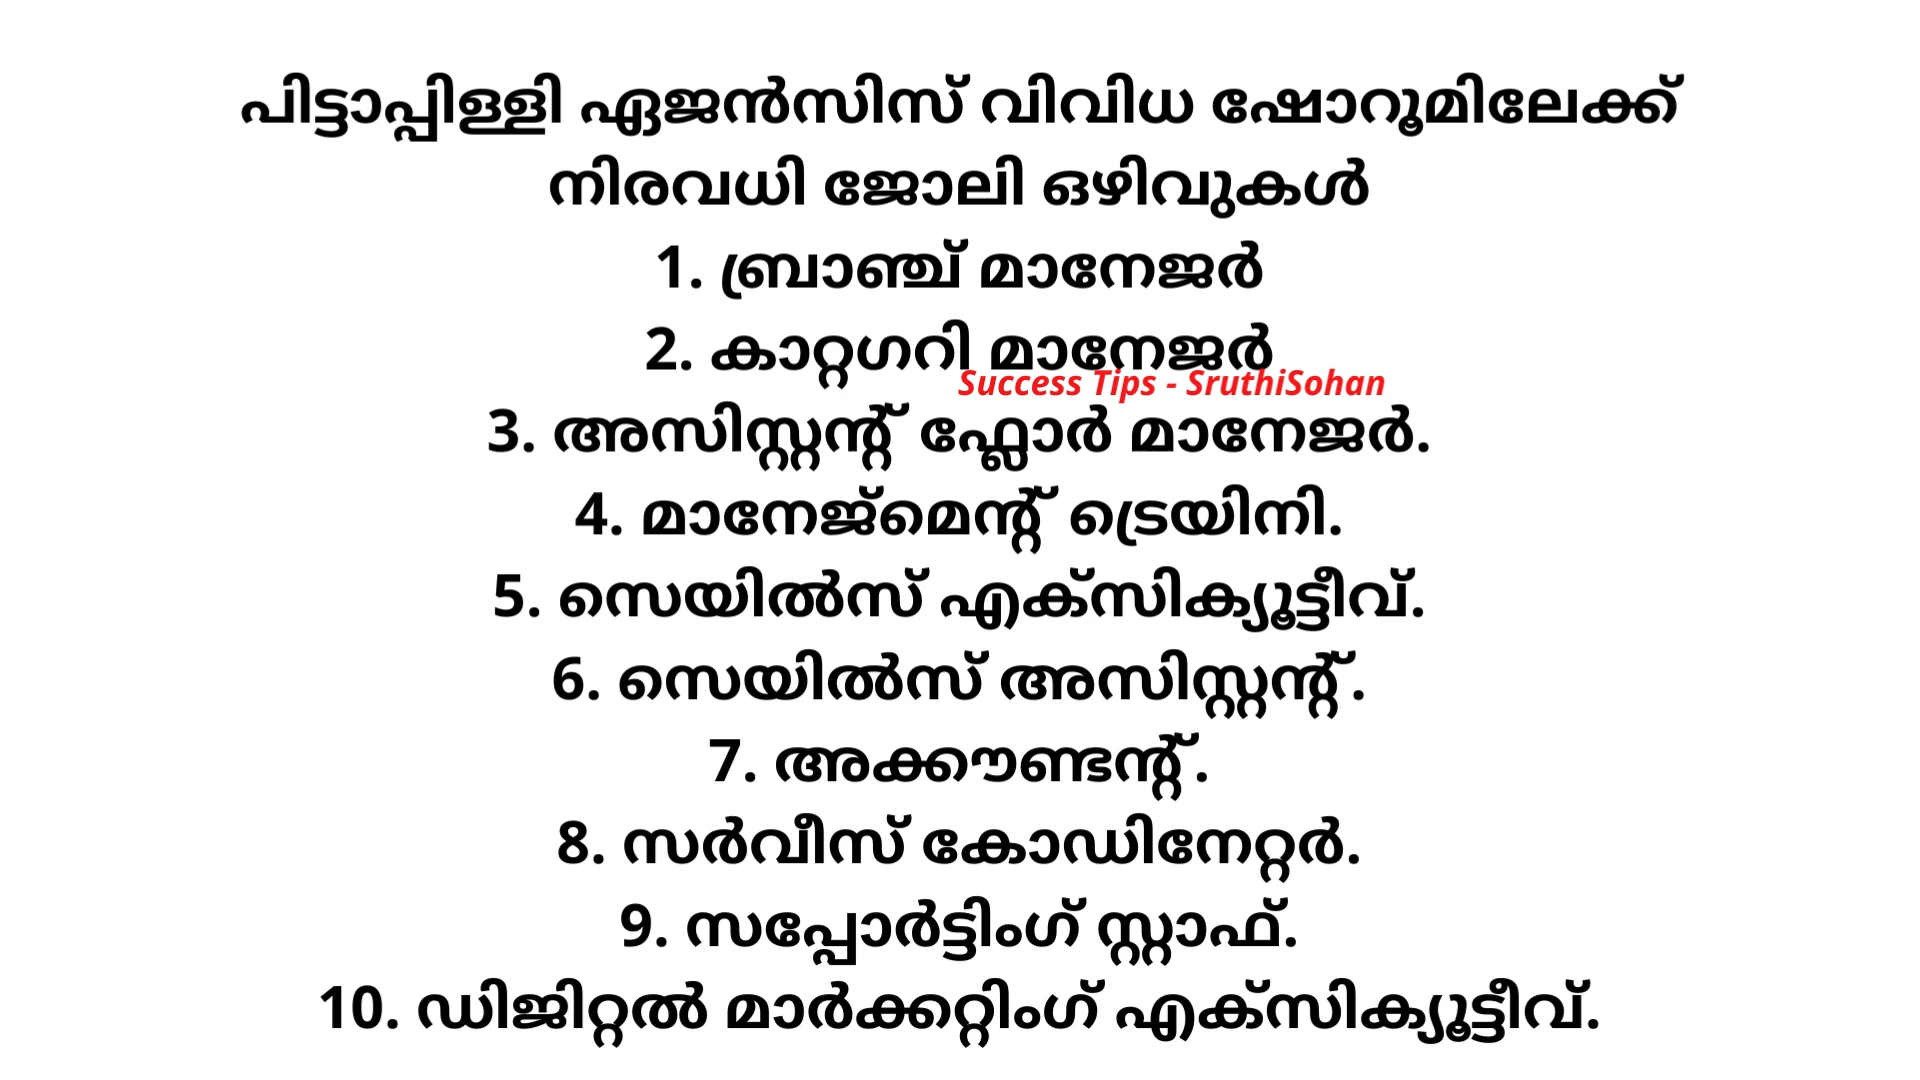 പിട്ടാപ്പിള്ളി ഏജൻസിസ് വിവിധ ഷോറൂമിലേക്ക്
നിരവധി ജോലി ഒഴിവുകൾ
1. ബ്രാഞ്ച് മാനേജർ
2. കാറ്റഗറി മാനേജർ
Success Tips - SruthiSohan
3. അസിസ്റ്റന്റ് ഫ്ലോർ മാനേജർ.
4. മാനേജ്മെന്റ് ട്രെയിനി.
5. സെയിൽസ് എക്സിക്യൂട്ടീവ്.
6. സെയിൽസ് അസിസ്റ്റന്റ്.
7. അക്കൗണ്ടന്റ്.
8. സർവീസ് കോഡിനേറ്റർ.
9. സപ്പോർട്ടിംഗ് സ്റ്റാഫ്.
10. ഡിജിറ്റൽ മാർക്കറ്റിംഗ് എക്സിക്യൂട്ടീവ്.